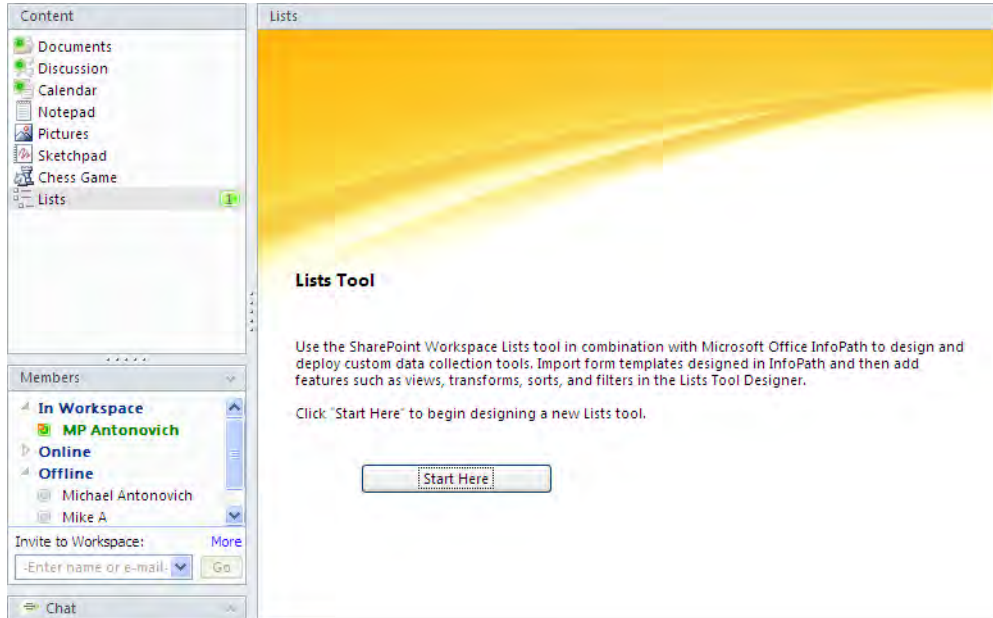 Content
Documents
Discussion
Calendar
Notepad
Pictures
Sketchpad
Chess Game
Lists 1
Members
In Workspace
MP Antonovich
Online
Offline
Michael Antonovich
Mike A
Invite to Workspace: More
-Enter name or e-mail- Go
Chat
Lists
Lists Tool
Use the SharePoint Workspace Lists tool in combination with Microsoft Office InfoPath to design and
deploy custom data collection tools. Import form templates designed in InfoPath and then add
features such as views, transforms, sorts, and filters in the Lists Tool Designer.
Click "Start Here" to begin designing a new Lists tool.
Start Here